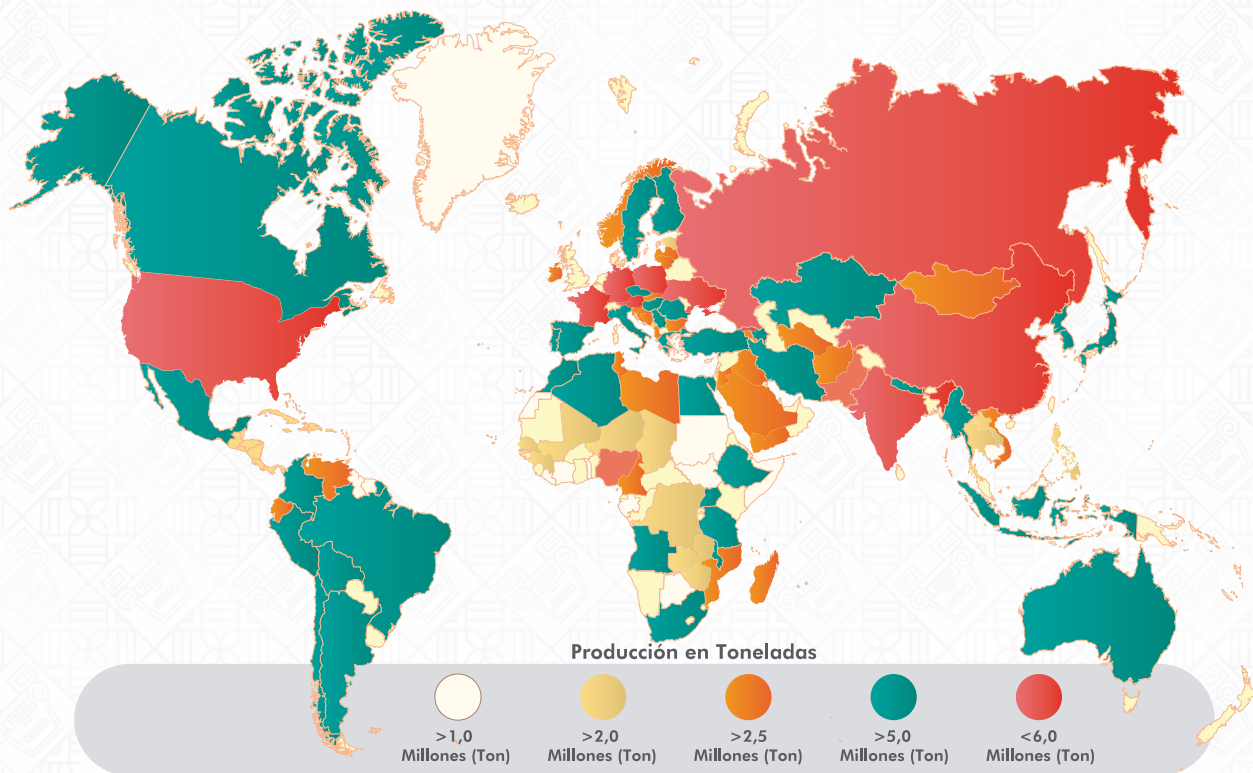 Producción en Toneladas
>1,0
Millones (Ton)
>2,0
Millones (Ton)
>2,5
Millones (Ton)
>5,0
Millones (Ton)
<6,0
Millones (Ton)